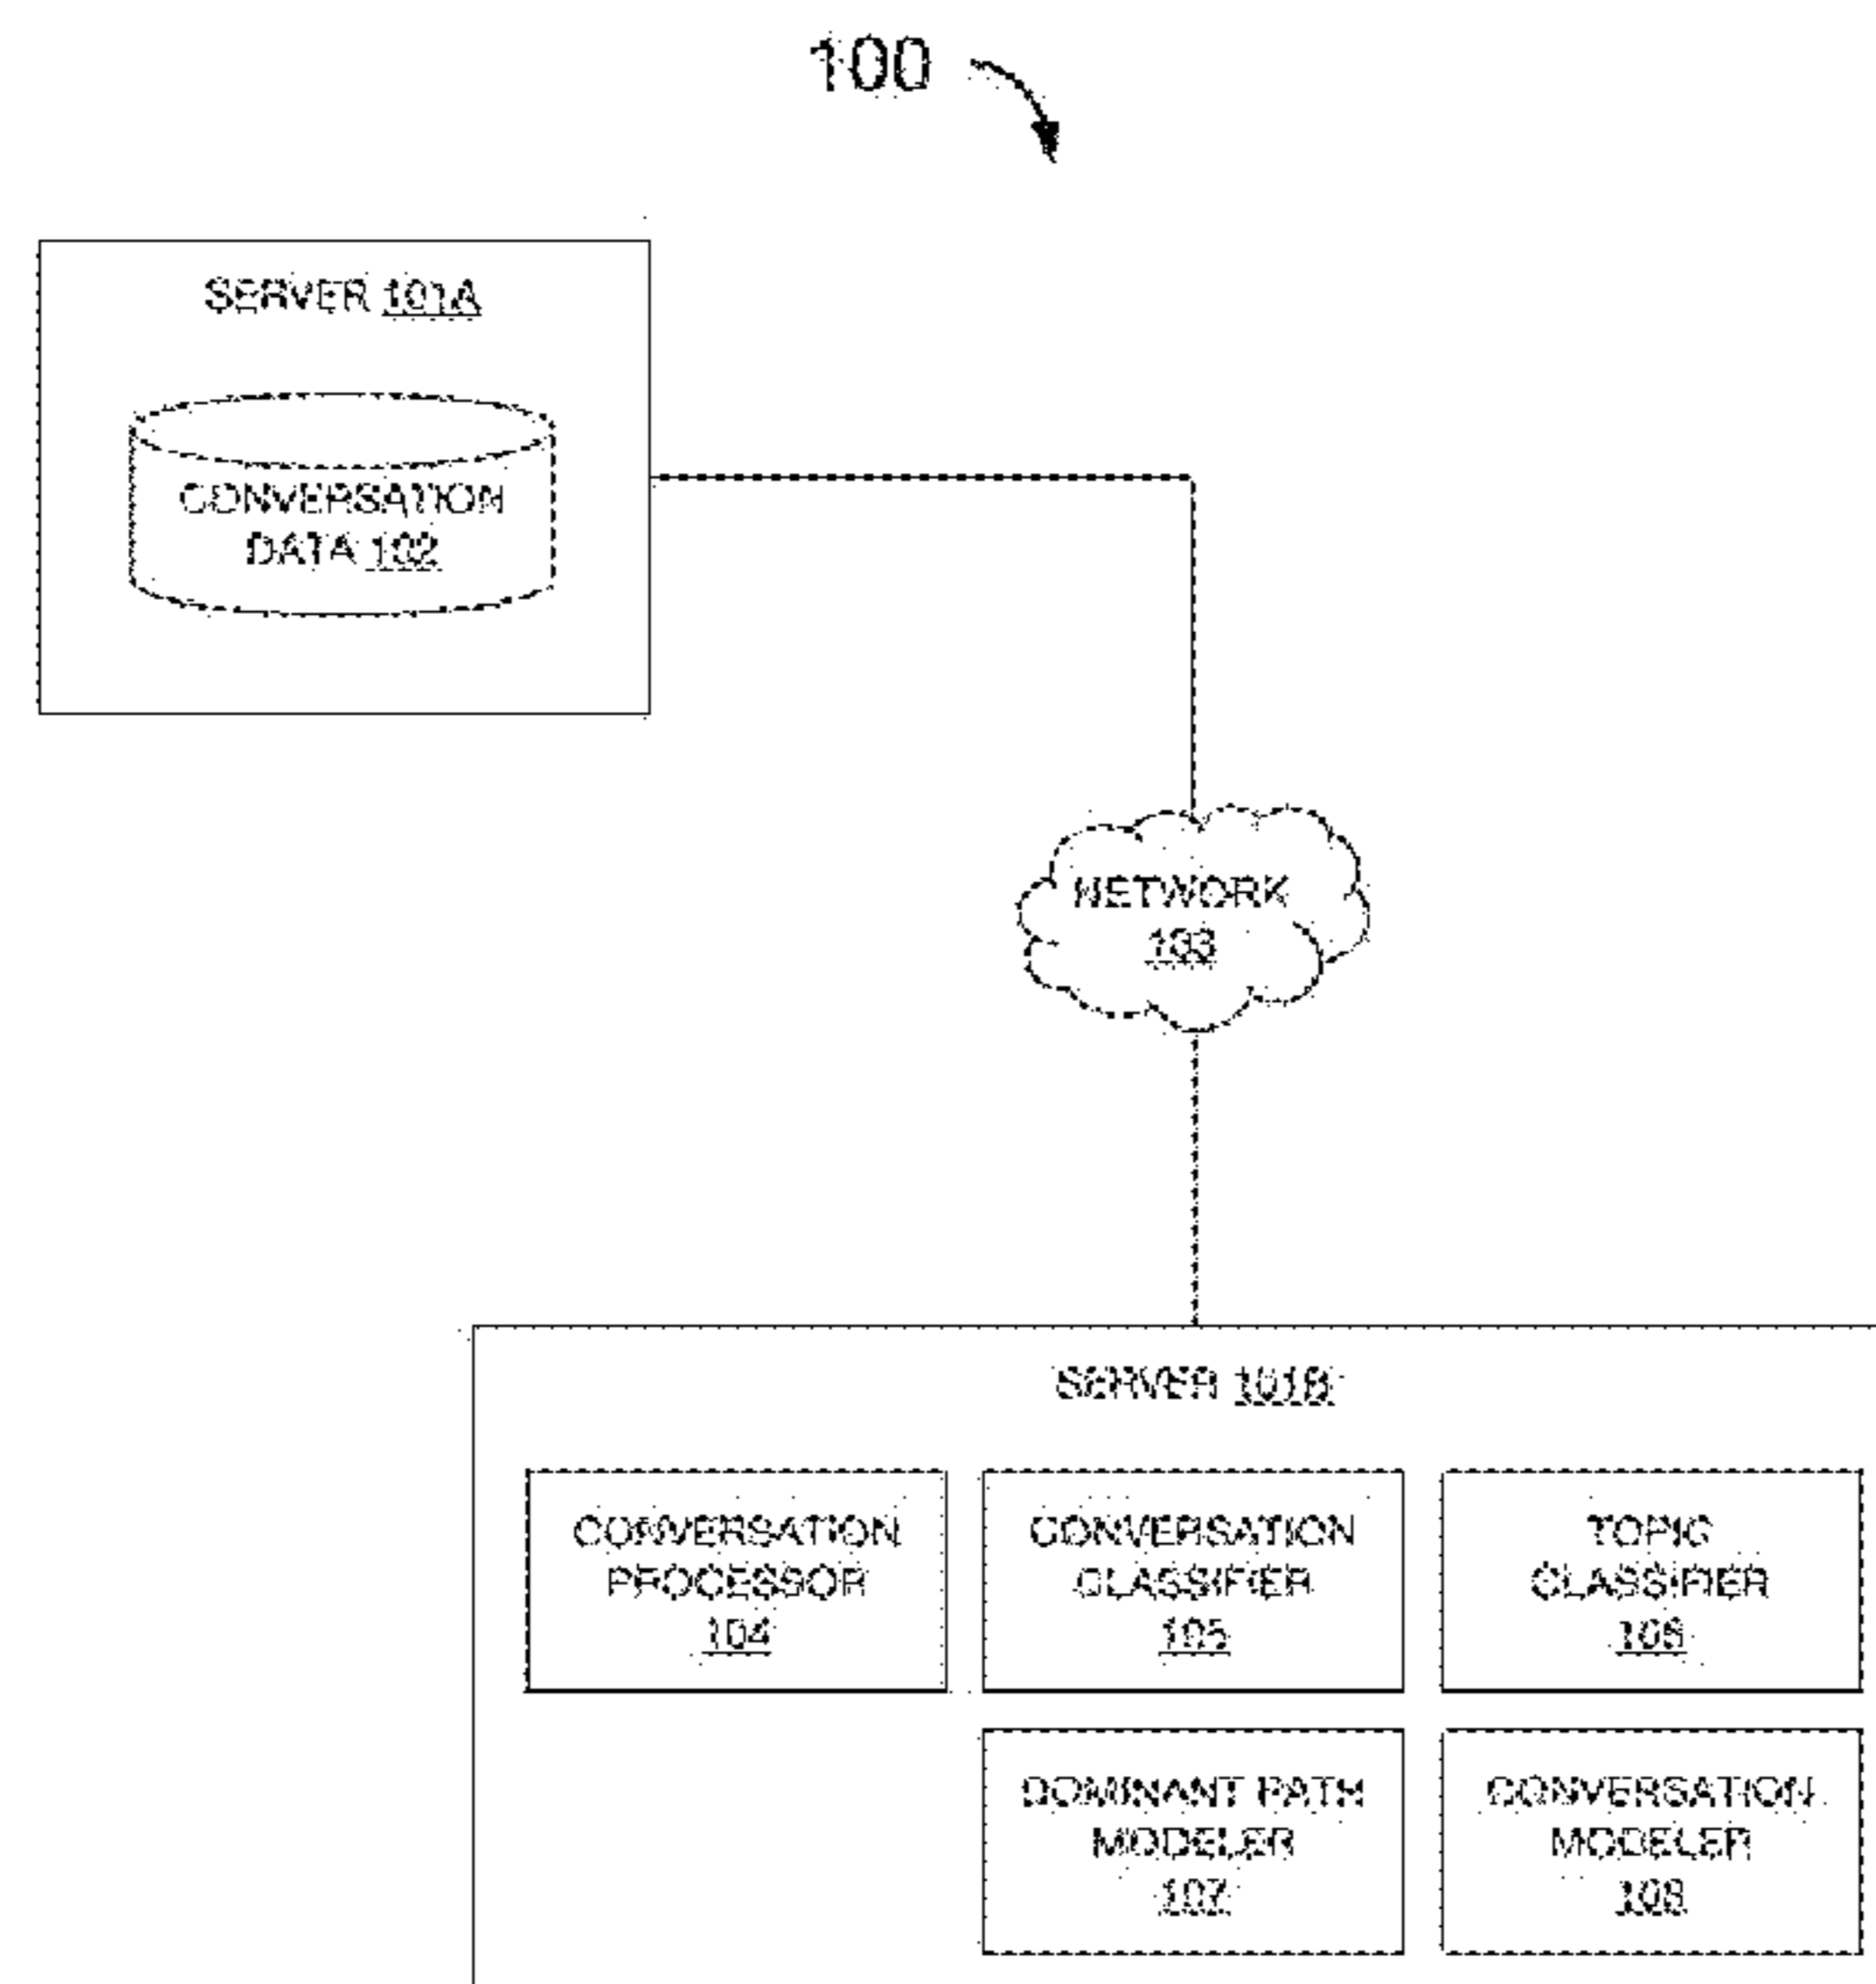 100
SERVER 101A
CONVERSATION
DATA 102
NETWORK
103
SERVER 101B
CONVERSATION
PROCESSOR
104
CONVERSATION
CLASSIFIER
105
TOPIC
CLASSIFIER
106
DOMINANT PATH
MODELER
107
CONVERSATION
MODELER
108